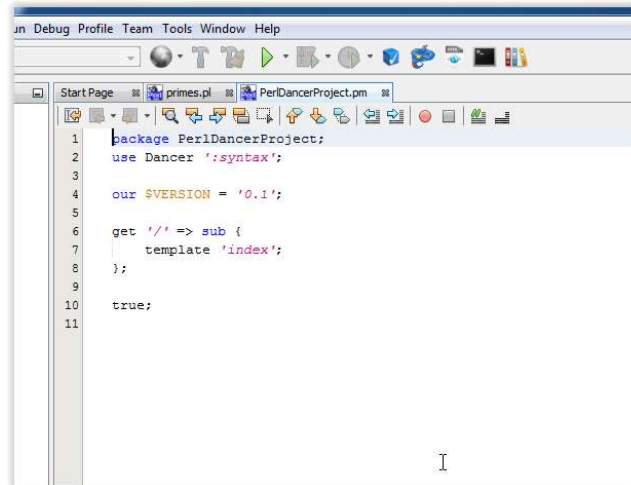 un Debug Profile Team Tools Window Help
Start Page primes.pl PerlDancerProject.pm
1 package PerlDancerProject;
2 use Dancer ':syntax';
3
4 our $VERSION = '0.1';
5
6 get '/' => sub {
7 template 'index';
8 };
9
10 true;
11